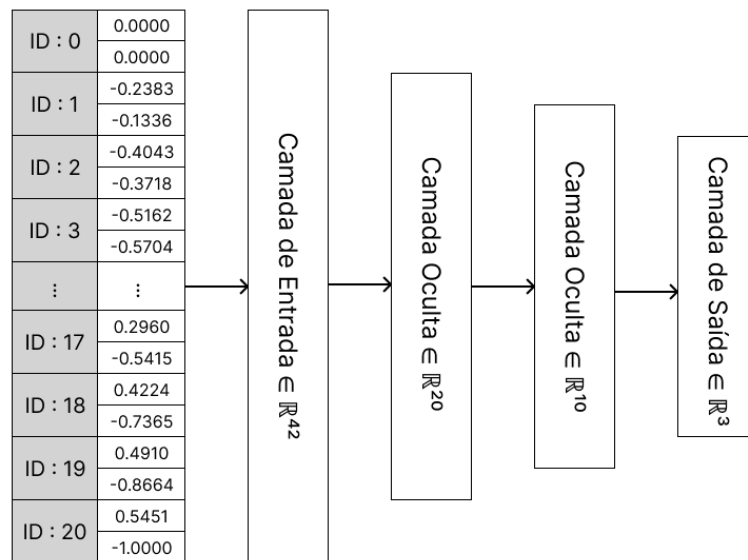 ID : 0
0.0000
0.0000
ID : 1
-0.2383
-0.1336
ID : 2
-0.4043
-0.3718
ID : 3
-0.5162
-0.5704
⋮
⋮
ID : 17
0.2960
-0.5415
ID : 18
0.4224
-0.7365
ID : 19
0.4910
-0.8664
ID : 20
0.5451
-1.0000
Camada de Entrada ∈ ℝ⁴²
Camada Oculta ∈ ℝ²⁰
Camada Oculta ∈ ℝ¹⁰
Camada de Saída ∈ ℝ³